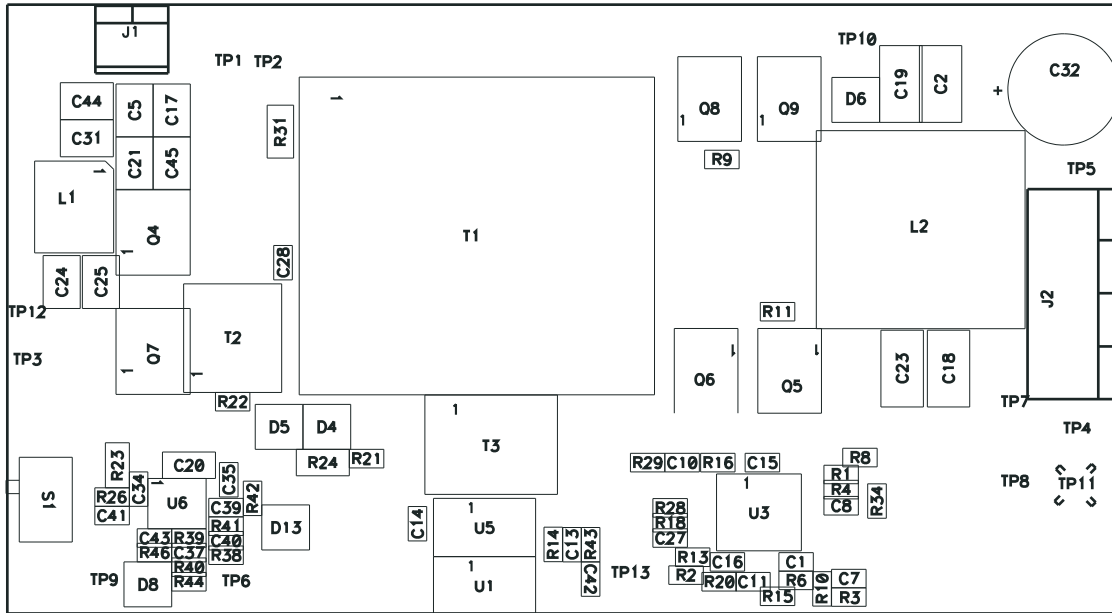 J1
TP1 TP2
TP10
C44
C5
C17
C31
R31
C21
C45
1
Q8
1
Q9
1
D6
C19
C2
+
C32
R9
TP5
L1
1
Q4
1
T1
L2
C28
C24
C25
TP12
R11
J2
TP3
Q7
1
T2
1
Q6
1
Q5
1
C23
C18
R22
TP7
D5
D4
1
T3
TP4
R23
C20
R24
R21
R29 C10 R16
C15
R8
R1
TP8
TP11
S1
R26
C34
C41
1
U6
C35
C39
R42
R41
C40
R38
D13
C14
1
U5
R28
R18
C27
1
U3
R4
C8
R34
C43
R39
R46
C37
R40
R44
TP9
D8
TP6
1
U1
R14
C13
R43
C42
TP13
R13
R2
C16
R20
C11
C1
R6
R15
R10
C7
R3